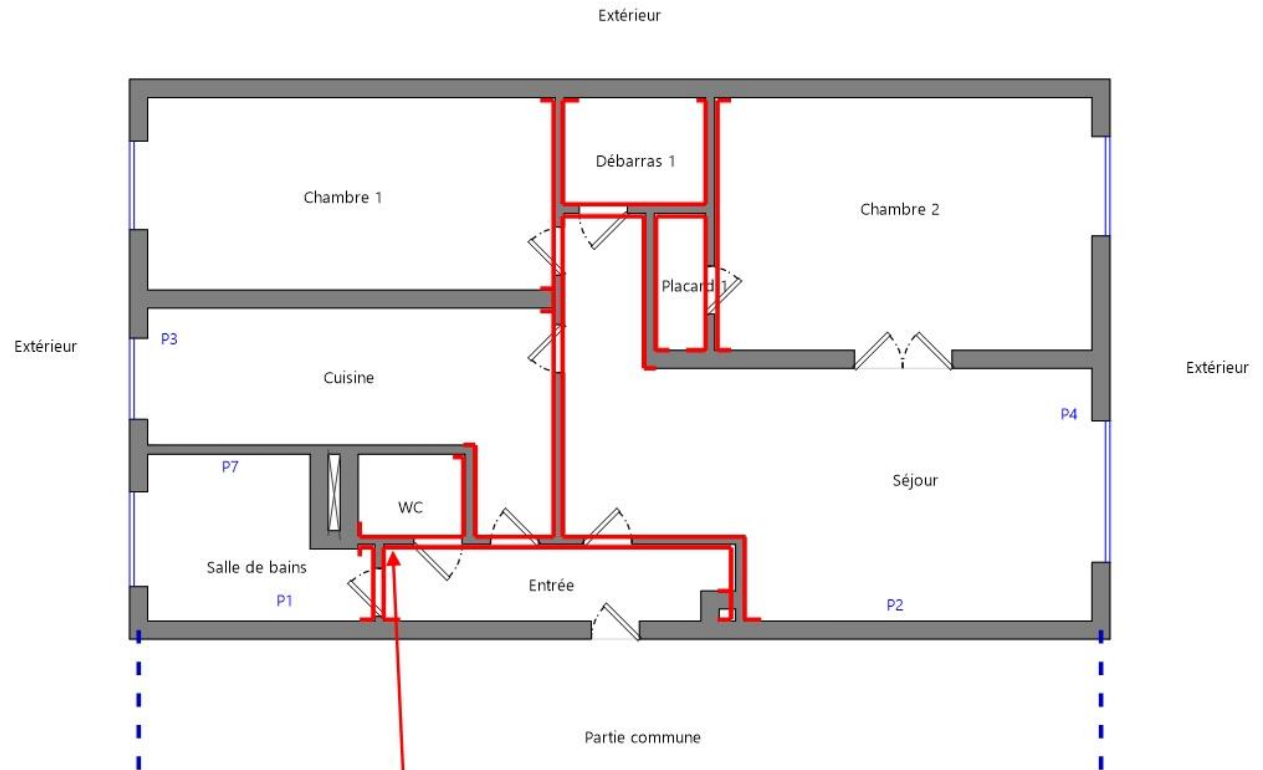 Extérieur
Débarras 1
Chambre 1
Chambre 2
Placard 1
P3
Extérieur
Extérieur
Cuisine
P4
P7
Séjour
WC
Salle de bains
Entrée
P1
P2
Partie commune